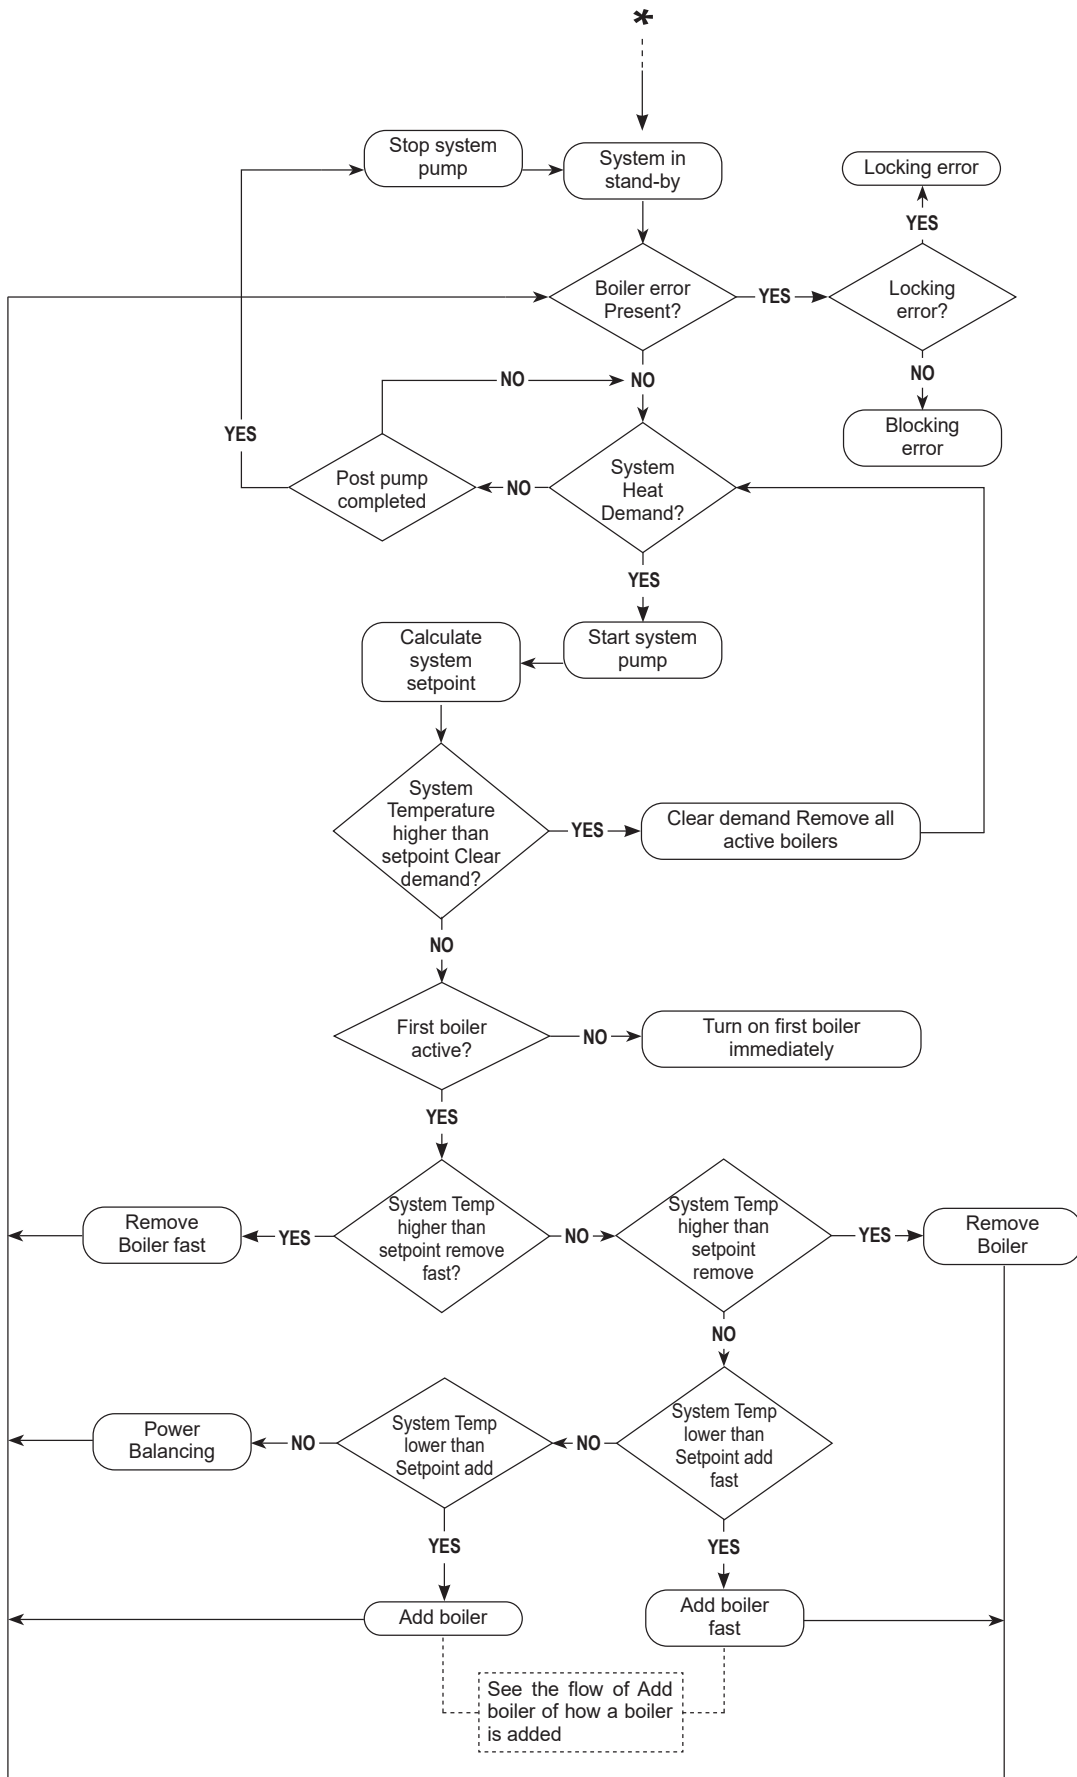 *
Stop system
pump
System in
stand-by
Locking error
YES
Boiler error
Present?
YES
Locking
error?
NO
NO
NO
Blocking
error
YES
Post pump
completed
NO
System
Heat
Demand?
YES
Calculate
system
setpoint
Start system
pump
System
Temperature
higher than
setpoint Clear
demand?
YES
Clear demand Remove all
active boilers
NO
First boiler
active?
NO
Turn on first boiler
immediately
YES
Remove
Boiler fast
YES
System Temp
higher than
setpoint remove
fast?
NO
System Temp
higher than
setpoint
remove
YES
Remove
Boiler
NO
Power
Balancing
NO
System Temp
lower than
Setpoint add
NO
System Temp
lower than
Setpoint add
fast
YES
YES
Add boiler
Add boiler
fast
See the flow of Add
boiler of how a boiler
is added